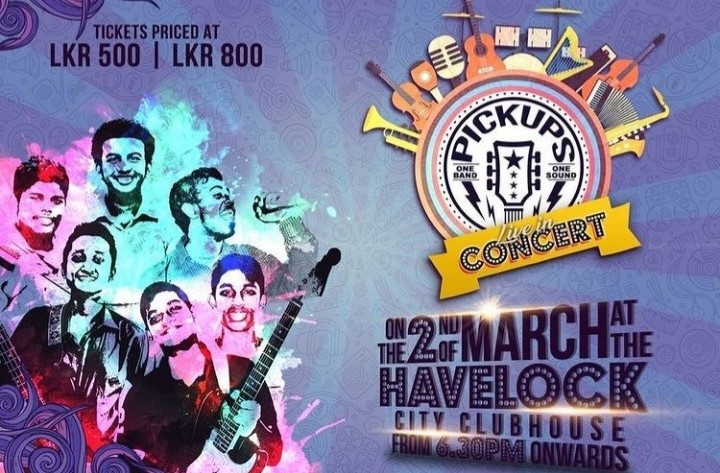 TICKETS PRICED AT
LKR 500 | LKR 800
PICKUPS
ONE BAND
ONE SOUND
Live in
CONCERT
ON THE 2ND OF MARCH AT THE
HAVELOCK
CITY CLUBHOUSE
FROM 6.30PM ONWARDS